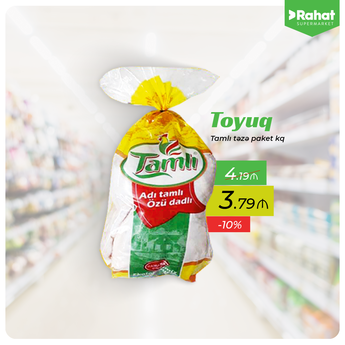 Rahat
SUPERMARKET
Toyuq
Tamlı təzə paket kq
4.19₼
3.79₼
-10%
Tamlı
Adı tamlı
Özü dadlı